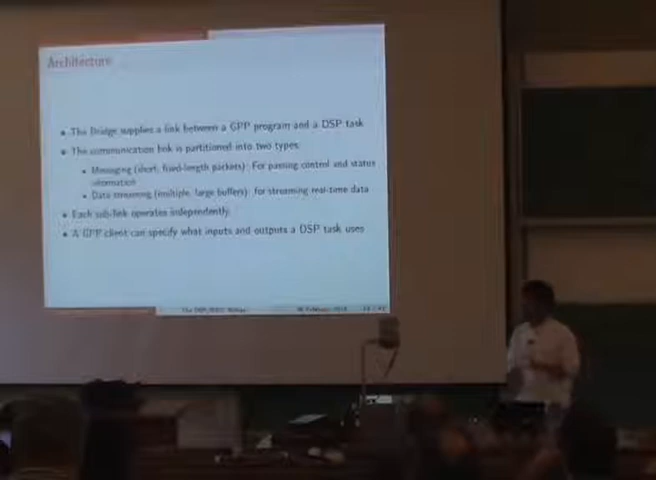 Architecture
The Bridge supplies a link between a GPP program and a DSP task
The communication link is partitioned into two types:
Messaging (short, fixed-length packets): For passing control and status
information
Data streaming (multiple, large buffers): for streaming real-time data
Each sub-link operates independently
A GPP client can specify what inputs and outputs a DSP task uses